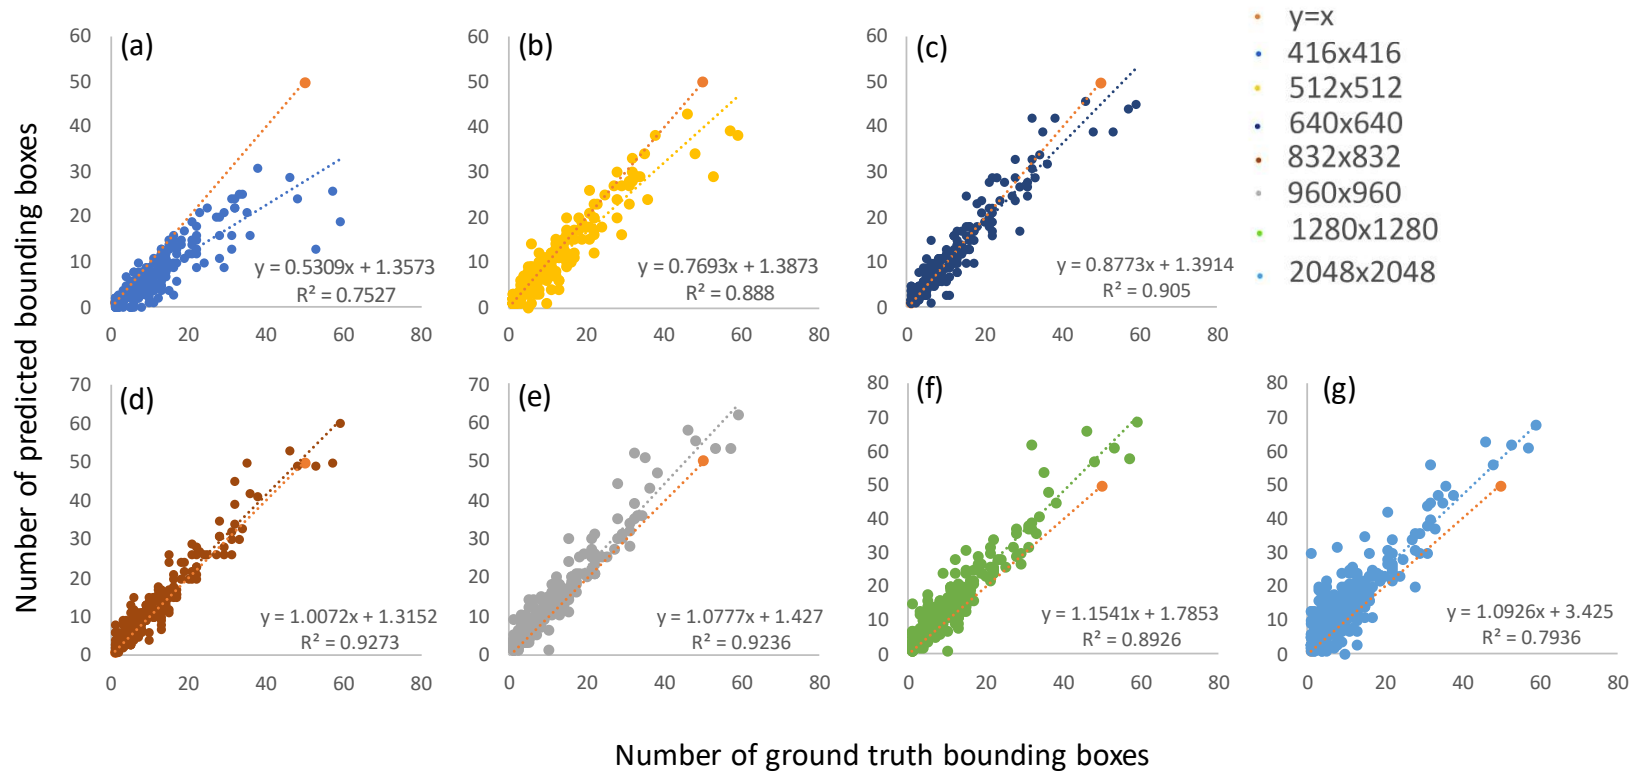 Number of predicted bounding boxes
(a)
60
50
40
30
20
10
0
0 20 40 60 80
y = 0.5309x + 1.3573
R² = 0.7527
(b)
60
50
40
30
20
10
0
0 20 40 60 80
y = 0.7693x + 1.3873
R² = 0.888
(c)
60
50
40
30
20
10
0
0 20 40 60 80
y = 0.8773x + 1.3914
R² = 0.905
y=x
416x416
512x512
640x640
832x832
960x960
1280x1280
2048x2048
(d)
70
60
50
40
30
20
10
0
0 20 40 60 80
y = 1.0072x + 1.3152
R² = 0.9273
(e)
70
60
50
40
30
20
10
0
0 20 40 60 80
y = 1.0777x + 1.427
R² = 0.9236
(f)
80
70
60
50
40
30
20
10
0
0 20 40 60 80
y = 1.1541x + 1.7853
R² = 0.8926
(g)
80
70
60
50
40
30
20
10
0
0 20 40 60 80
y = 1.0926x + 3.425
R² = 0.7936
Number of ground truth bounding boxes